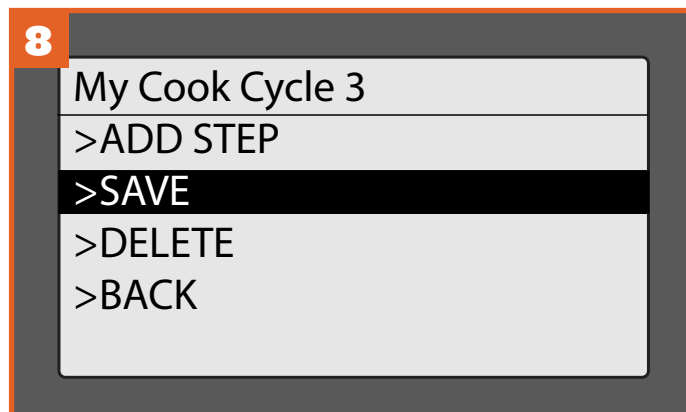 8
My Cook Cycle 3
>ADD STEP
>SAVE
>DELETE
>BACK